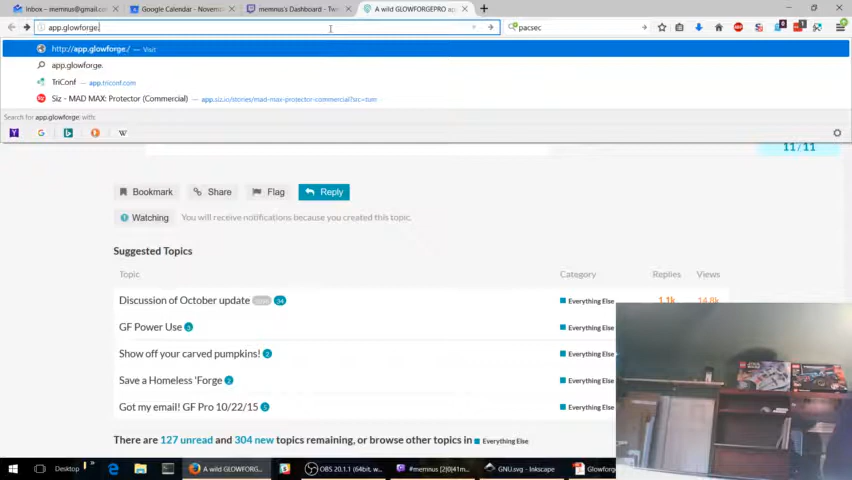 Inbox - memnus@gmail.co
Google Calendar - Novem
memnus's Dashboard - Tw
A wild GLOWFORGEPRO ap
app.glowforge.
pacsec
http://app.glowforge./ — Visit
app.glowforge.
TriConf — app.triconf.com
Siz - MAD MAX: Protector (Commercial) — app.siz.io/stories/mad-max-protector-commercial?src=tum
Search for app.glowforge. with:
11/11
Bookmark Share Flag Reply
Watching You will receive notifications because you created this topic.
Suggested Topics
Topic Category Replies Views
Discussion of October update Everything Else 1.1k 14.8k
GF Power Use Everything Else
Show off your carved pumpkins! 2 Everything Else
Save a Homeless 'Forge 2 Everything Else
Got my email! GF Pro 10/22/15 Everything Else
There are 127 unread and 304 new topics remaining, or browse other topics in Everything Else
Desktop » A wild GLOWFORGE... OBS 20.1.1 (64bit, w... #memnus [2|0|41m... GNU.svg - Inkscape Glowforg